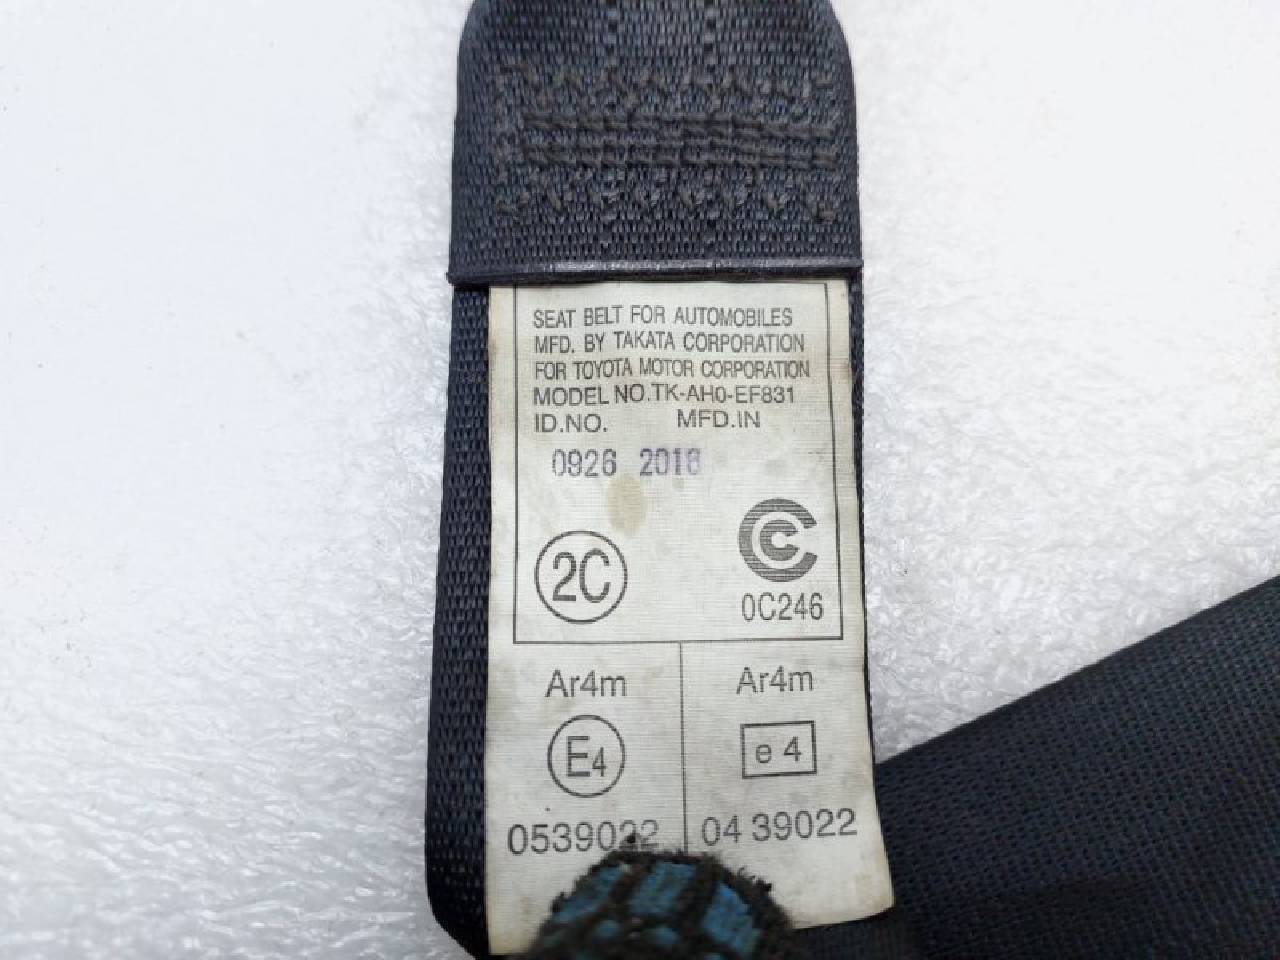 SEAT BELT FOR AUTOMOBILES
MFD. BY TAKATA CORPORATION
FOR TOYOTA MOTOR CORPORATION
MODEL NO.TK-AH0-EF831
ID.NO. MFD.IN
0926 2016
2C
0C246
Ar4m Ar4m
E4 e 4
0539022 04 39022